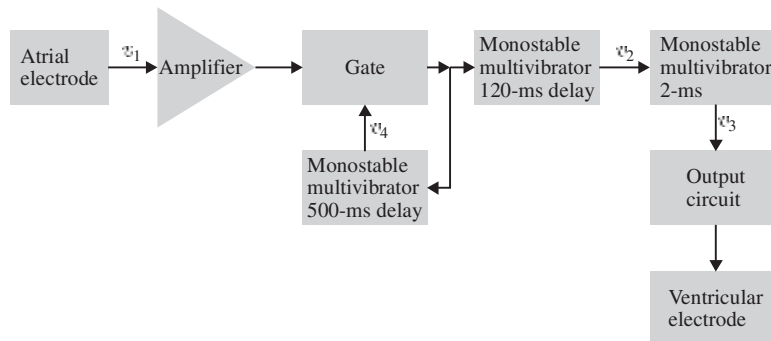 Atrial
electrode
v1
Amplifier
Gate
Monostable
multivibrator
120-ms delay
v2
Monostable
multivibrator
2-ms
v4
v3
Monostable
multivibrator
500-ms delay
Output
circuit
Ventricular
electrode